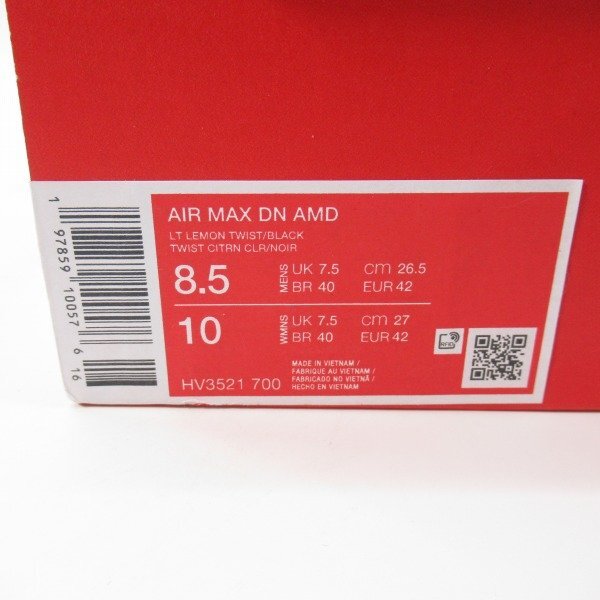 AIR MAX DN AMD
LT LEMON TWIST/BLACK
TWIST CITRN CLR/NOIR
8.5 MENS UK 7.5 cm 26.5
BR 40 EUR 42
10 WMNS UK 7.5 cm 27
BR 40 EUR 42
HV3521 700
MADE IN VIETNAM /
FABRIQUE AU VIETNAM /
FABRICADO NO VIETNÃ /
HECHO EN VIETNAM
RFID
1 97859 10057 6 16